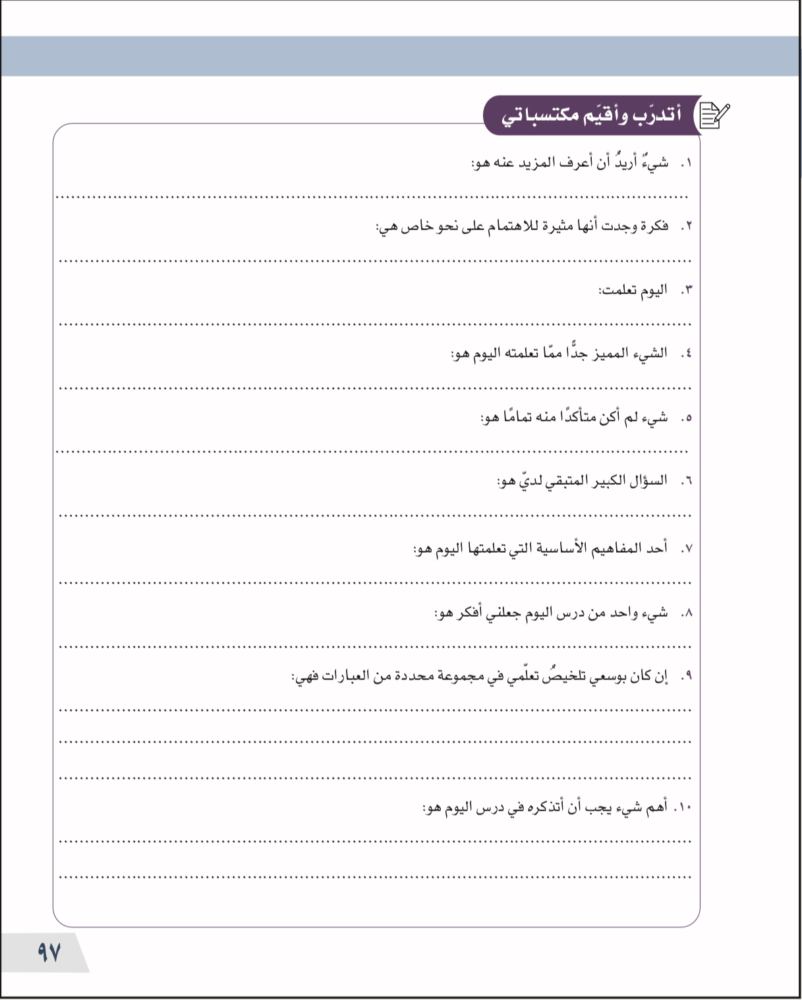 أتدرّب وأقيّم مكتسباتي
١. شيءٌ أريدُ أن أعرف المزيد عنه هو:
٢. فكرة وجدت أنها مثيرة للاهتمام على نحو خاص هي:
٣. اليوم تعلمت:
٤. الشيء المميز جدًّا ممّا تعلمته اليوم هو:
٥. شيء لم أكن متأكدًا منه تمامًا هو:
٦. السؤال الكبير المتبقي لديّ هو:
٧. أحد المفاهيم الأساسية التي تعلمتها اليوم هو:
٨. شيء واحد من درس اليوم جعلني أفكر هو:
٩. إن كان بوسعي تلخيصُ تعلّمي في مجموعة محددة من العبارات فهي:
١٠. أهم شيء يجب أن أتذكره في درس اليوم هو:
٩٧